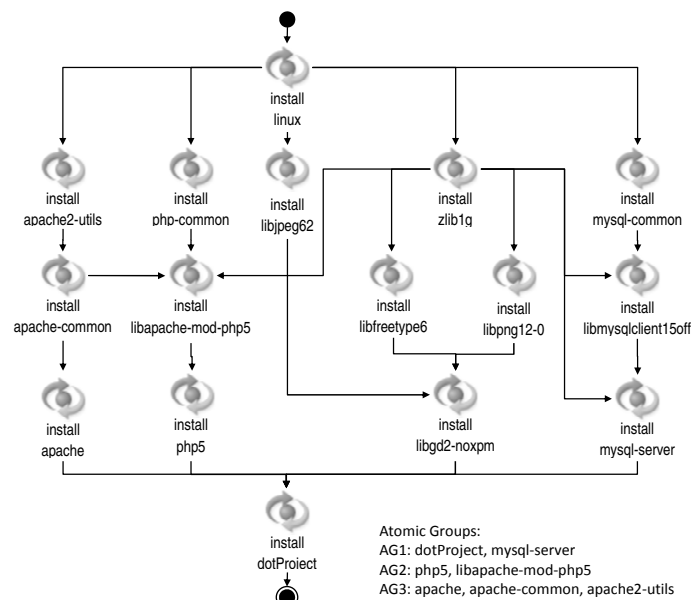 install
linux
install
apache2-utils
install
php-common
install
libjpeg62
install
zlib1g
install
mysql-common
install
apache-common
install
libapache-mod-php5
install
libfreetype6
install
libpng12-0
install
libmysqlclient15off
install
apache
install
php5
install
libgd2-noxpm
install
mysql-server
install
dotProject
Atomic Groups:
AG1: dotProject, mysql-server
AG2: php5, libapache-mod-php5
AG3: apache, apache-common, apache2-utils